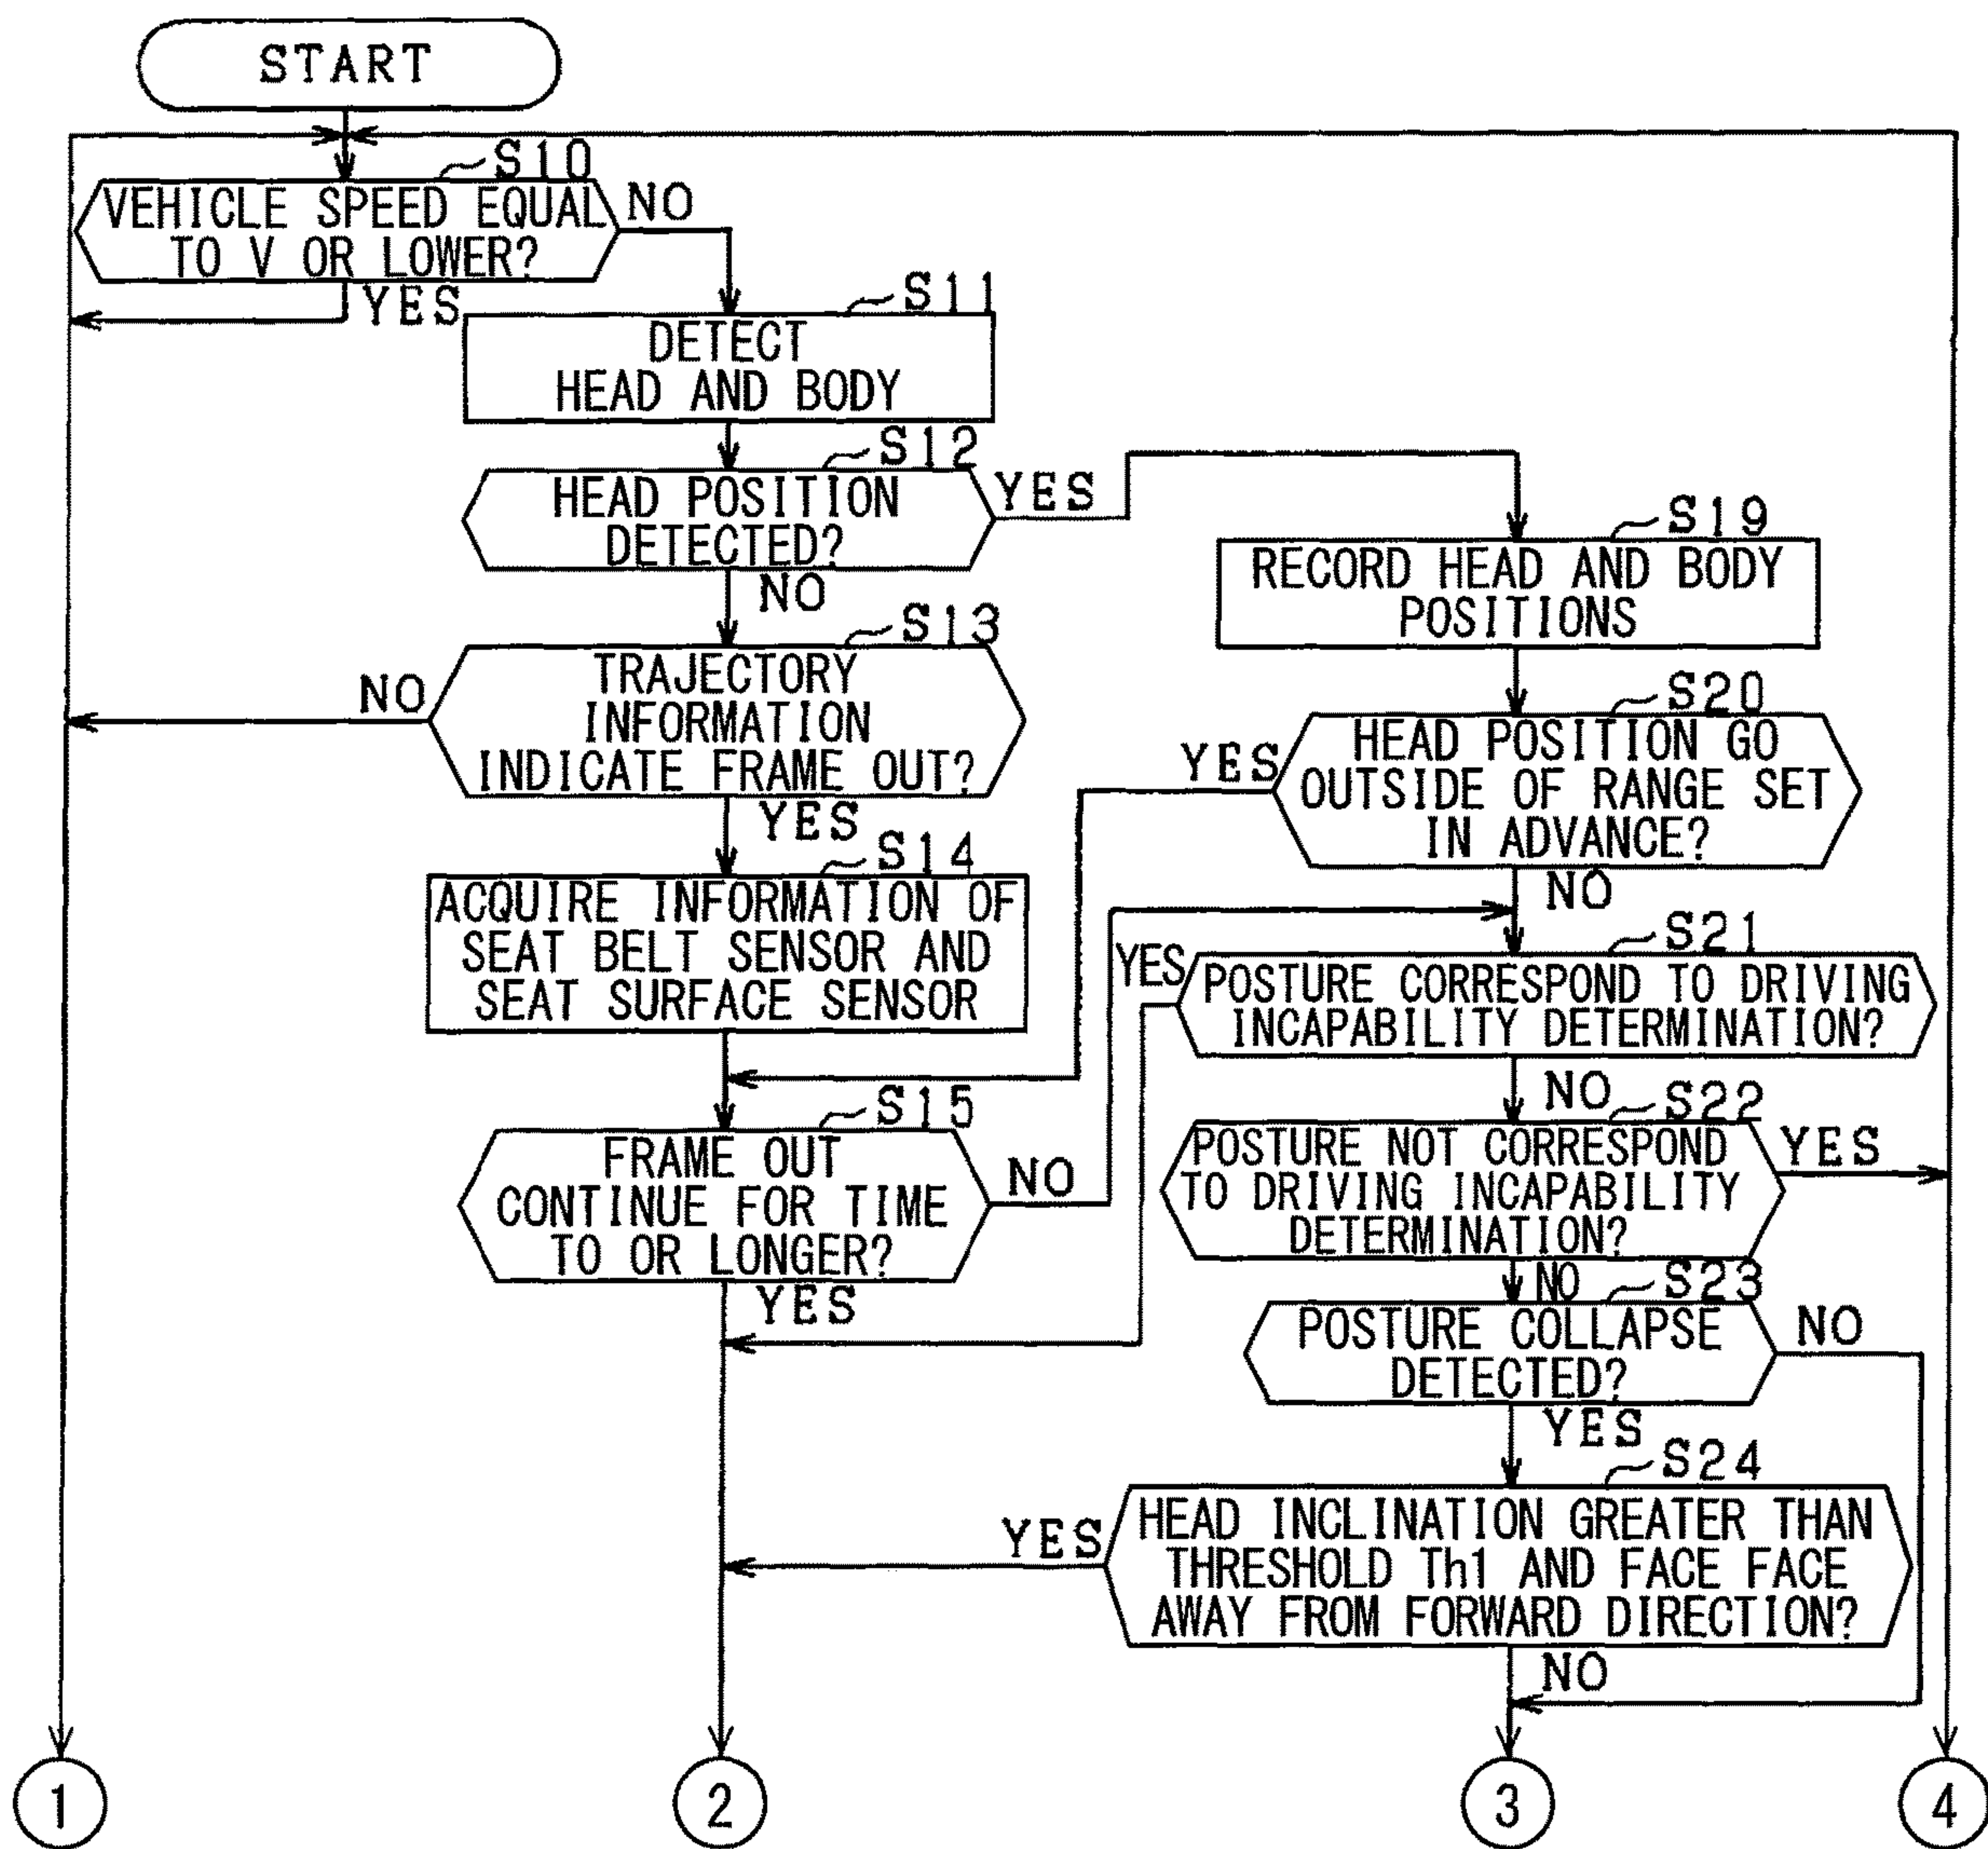 START
S10
VEHICLE SPEED EQUAL
TO V OR LOWER?
NO
YES
S11
DETECT
HEAD AND BODY
S12
HEAD POSITION
DETECTED?
YES
NO
S19
RECORD HEAD AND BODY
POSITIONS
S13
TRAJECTORY
INFORMATION
INDICATE FRAME OUT?
NO
YES
S20
HEAD POSITION GO
OUTSIDE OF RANGE SET
IN ADVANCE?
YES
NO
S14
ACQUIRE INFORMATION OF
SEAT BELT SENSOR AND
SEAT SURFACE SENSOR
S21
POSTURE CORRESPOND TO DRIVING
INCAPABILITY DETERMINATION?
YES
NO
S15
FRAME OUT
CONTINUE FOR TIME
TO OR LONGER?
NO
YES
S22
POSTURE NOT CORRESPOND
TO DRIVING INCAPABILITY
DETERMINATION?
YES
NO
S23
POSTURE COLLAPSE
DETECTED?
NO
YES
S24
HEAD INCLINATION GREATER THAN
THRESHOLD Th1 AND FACE FACE
AWAY FROM FORWARD DIRECTION?
YES
NO
1
2
3
4